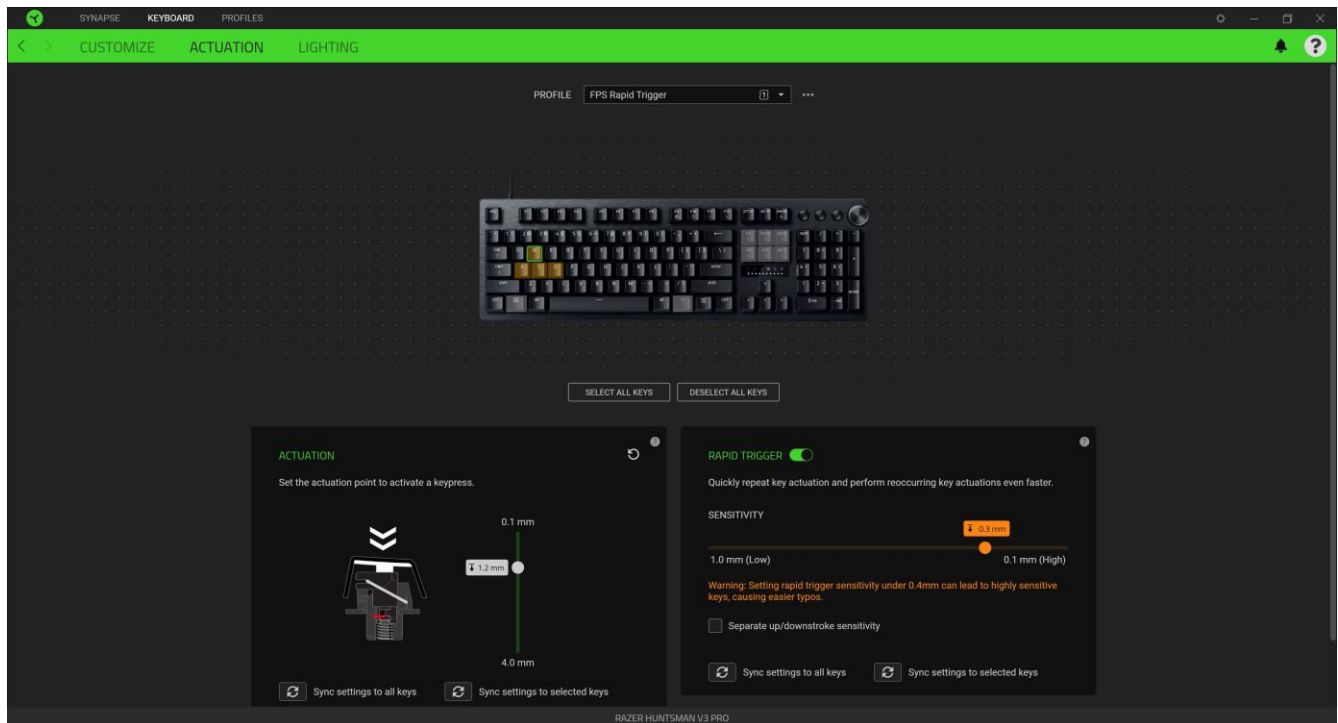 SYNAPSE KEYBOARD PROFILES
CUSTOMIZE ACTUATION LIGHTING
?
PROFILE FPS Rapid Trigger 1
SELECT ALL KEYS DESELECT ALL KEYS
ACTUATION
Set the actuation point to activate a keypress.
0.1 mm
1.2 mm
4.0 mm
Sync settings to all keys Sync settings to selected keys
RAPID TRIGGER
Quickly repeat key actuation and perform reoccurring key actuations even faster.
SENSITIVITY
0.3 mm
1.0 mm (Low) 0.1 mm (High)
Warning: Setting rapid trigger sensitivity under 0.4mm can lead to highly sensitive
keys, causing easier typos.
Separate up/downstroke sensitivity
Sync settings to all keys Sync settings to selected keys
RAZER HUNTSMAN V3 PRO